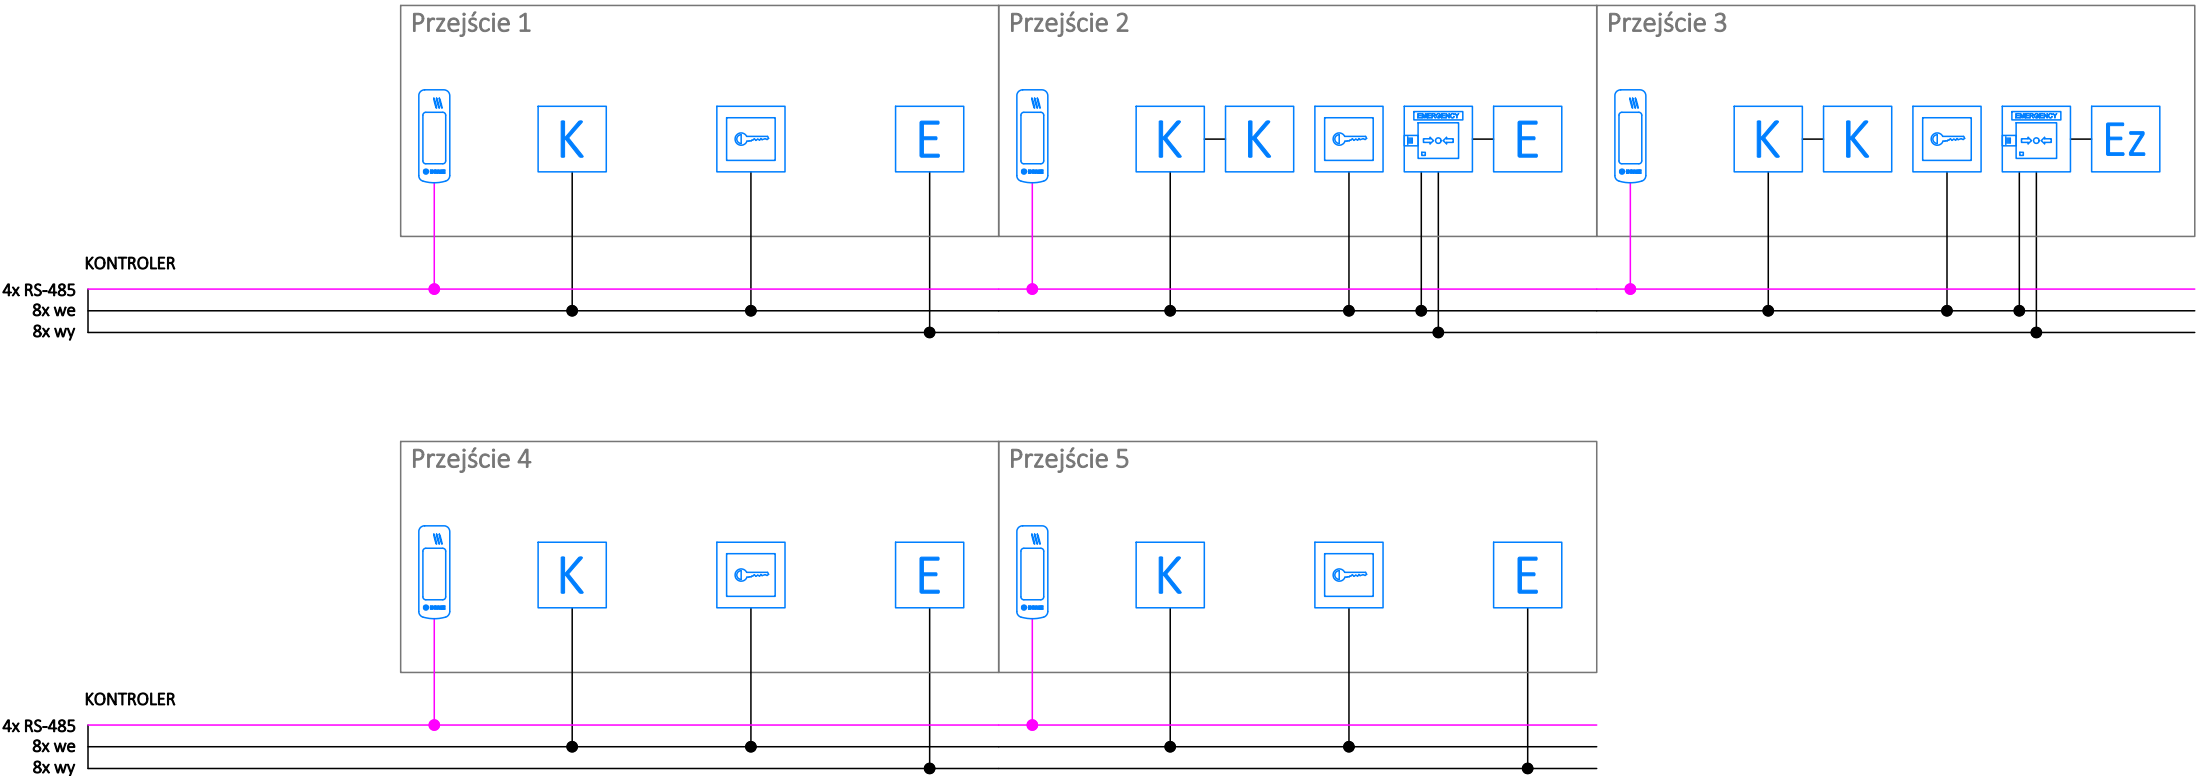 Przejście 1
Przejście 2
Przejście 3
K
E
K
K
EMERGENCY
E
K
K
EMERGENCY
Ez
KONTROLER
4x RS-485
8x we
8x wy
Przejście 4
Przejście 5
K
E
K
E
KONTROLER
4x RS-485
8x we
8x wy